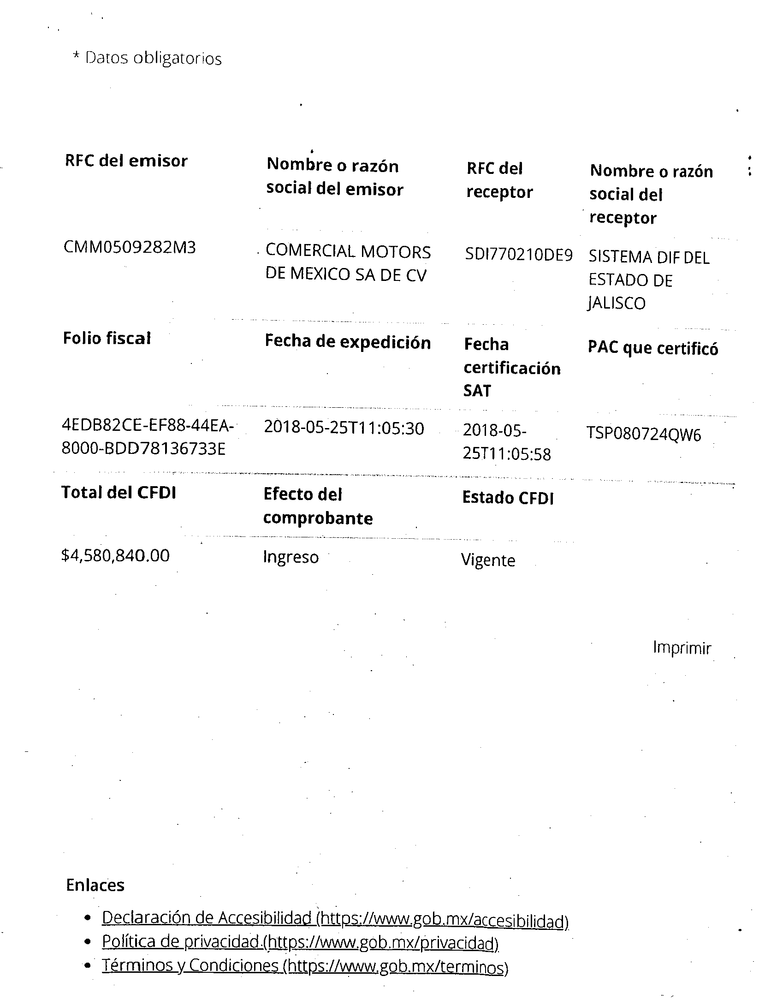 * Datos obligatorios
RFC del emisor
Nombre o razón
social del emisor
RFC del
receptor
Nombre o razón
social del
receptor
CMM0509282M3
COMERCIAL MOTORS
DE MEXICO SA DE CV
SDI770210DE9
SISTEMA DIF DEL
ESTADO DE
JALISCO
Folio fiscal
Fecha de expedición
Fecha
certificación
SAT
PAC que certificó
4EDB82CE-EF88-44EA-
8000-BDD78136733E
2018-05-25T11:05:30
2018-05-
25T11:05:58
TSP080724QW6
Total del CFDI
Efecto del
comprobante
Estado CFDI
$4,580,840.00
Ingreso
Vigente
Imprimir
Enlaces
• Declaración de Accesibilidad (https://www.gob.mx/accesibilidad)
• Política de privacidad (https://www.gob.mx/privacidad)
• Términos y Condiciones (https://www.gob.mx/terminos)